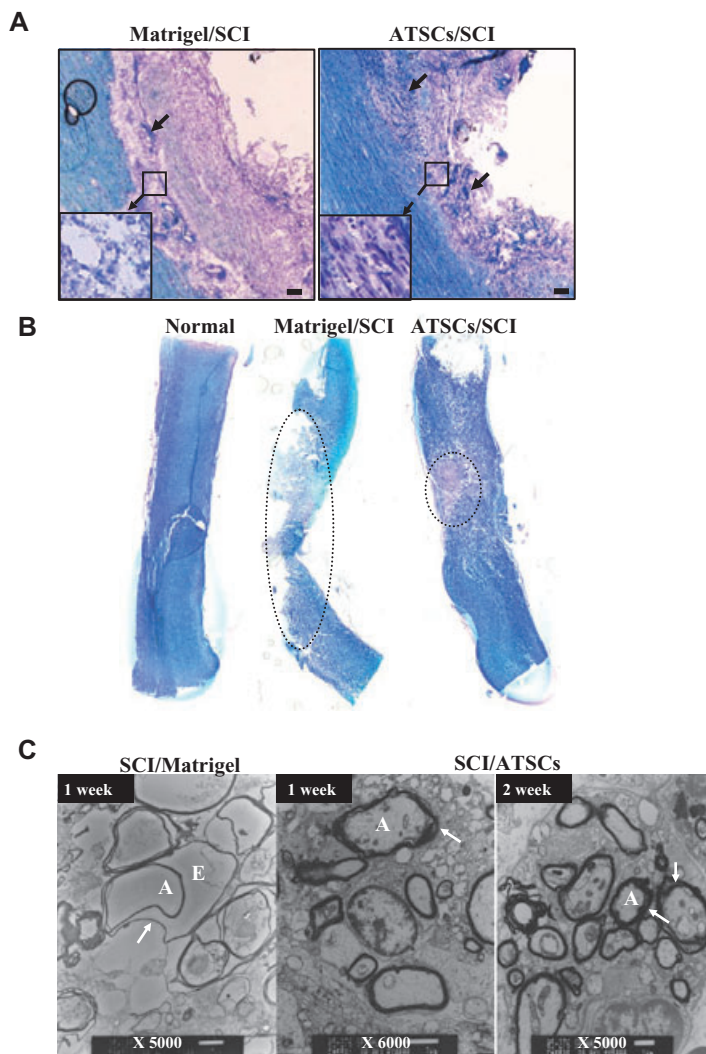 A
Matrigel/SCI ATSCs/SCI
B
Normal Matrigel/SCI ATSCs/SCI
C
SCI/Matrigel SCI/ATSCs
1 week 1 week 2 week
A E A A
X 5000 X 6000 X 5000